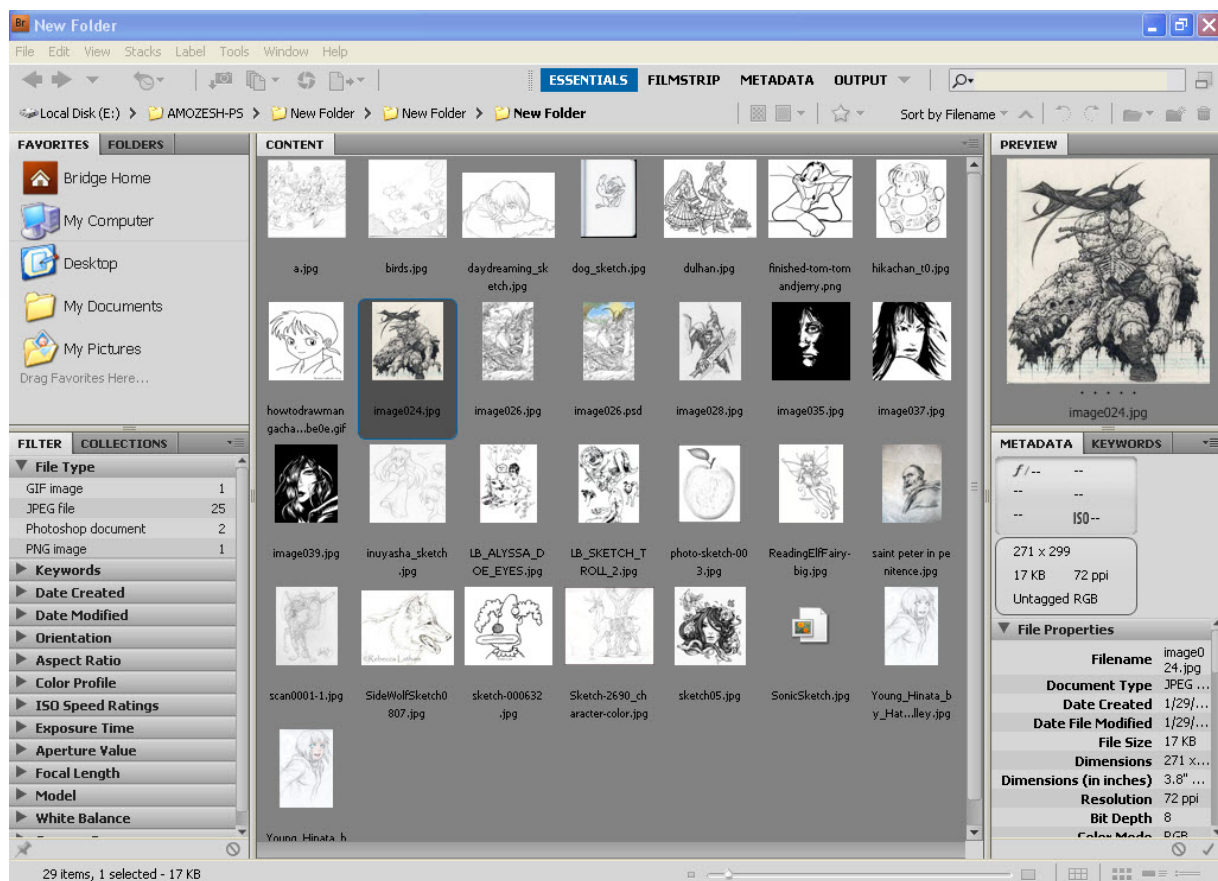 Br New Folder
File Edit View Stacks Label Tools Window Help
ESSENTIALS FILMSTRIP METADATA OUTPUT
Local Disk (E:) AMOZESH-PS New Folder New Folder New Folder
Sort by Filename
FAVORITES FOLDERS
Bridge Home
My Computer
Desktop
My Documents
My Pictures
Drag Favorites Here...
FILTER COLLECTIONS
File Type
GIF image 1
JPEG file 25
Photoshop document 2
PNG image 1
Keywords
Date Created
Date Modified
Orientation
Aspect Ratio
Color Profile
ISO Speed Ratings
Exposure Time
Aperture Value
Focal Length
Model
White Balance
CONTENT
a.jpg
birds.jpg
daydreaming_sk
etch.jpg
dog_sketch.jpg
dulhan.jpg
finished-tom-tom
andjerry.png
hikachan_t0.jpg
howtodrawman
gacha...be0e.gif
image024.jpg
image026.jpg
image026.psd
image028.jpg
image035.jpg
image037.jpg
image039.jpg
inuyasha_sketch
.jpg
LB_ALYSSA_D
OE_EYES.jpg
LB_SKETCH_T
ROLL_2.jpg
photo-sketch-00
3.jpg
ReadingElfFairy-
big.jpg
saint peter in pe
nitence.jpg
©Rebecca Latham
scan0001-1.jpg
SideWolfSketch0
807.jpg
sketch-000632
.jpg
Sketch-2690_ch
aracter-color.jpg
sketch05.jpg
SonicSketch.jpg
Young_Hinata_b
y_Hat...lley.jpg
Young_Hinata_b
PREVIEW
image024.jpg
METADATA KEYWORDS
f/-- --
-- --
-- ISO--
271 x 299
17 KB 72 ppi
Untagged RGB
File Properties
Filename image0
24.jpg
Document Type JPEG ...
Date Created 1/29/...
Date File Modified 1/29/...
File Size 17 KB
Dimensions 271 x...
Dimensions (in inches) 3.8" ...
Resolution 72 ppi
Bit Depth 8
Color Mode RGB
29 items, 1 selected - 17 KB